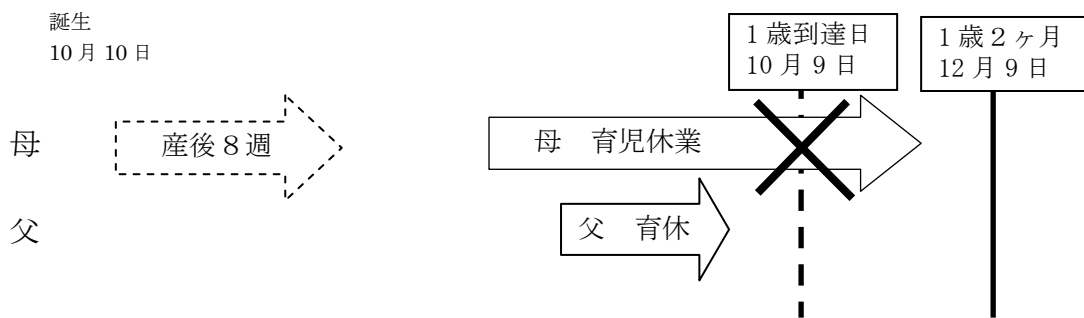 誕生
10月10日
1歳到達日
10月9日
1歳2ヶ月
12月9日
母
産後8週
母　育児休業
父
父　育休